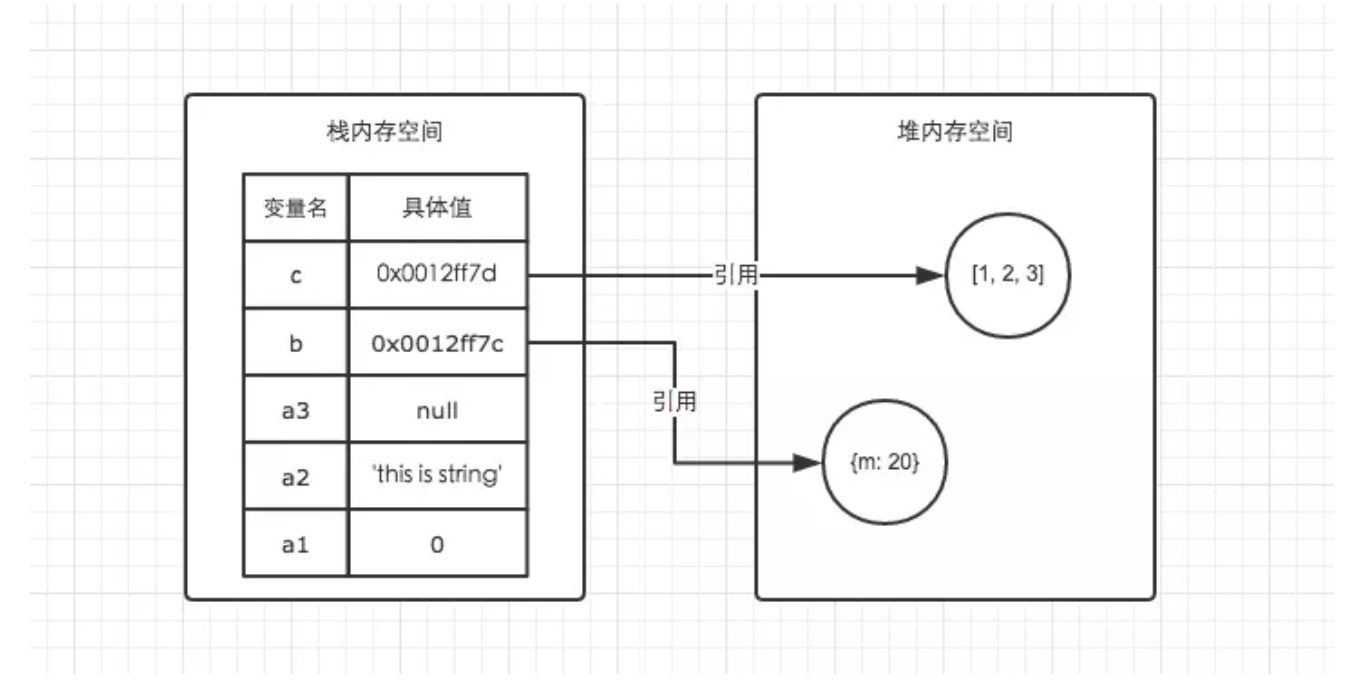 栈内存空间
变量名 具体值
c 0x0012ff7d
b 0x0012ff7c
a3 null
a2 'this is string'
a1 0
引用
引用
堆内存空间
[1, 2, 3]
{m: 20}